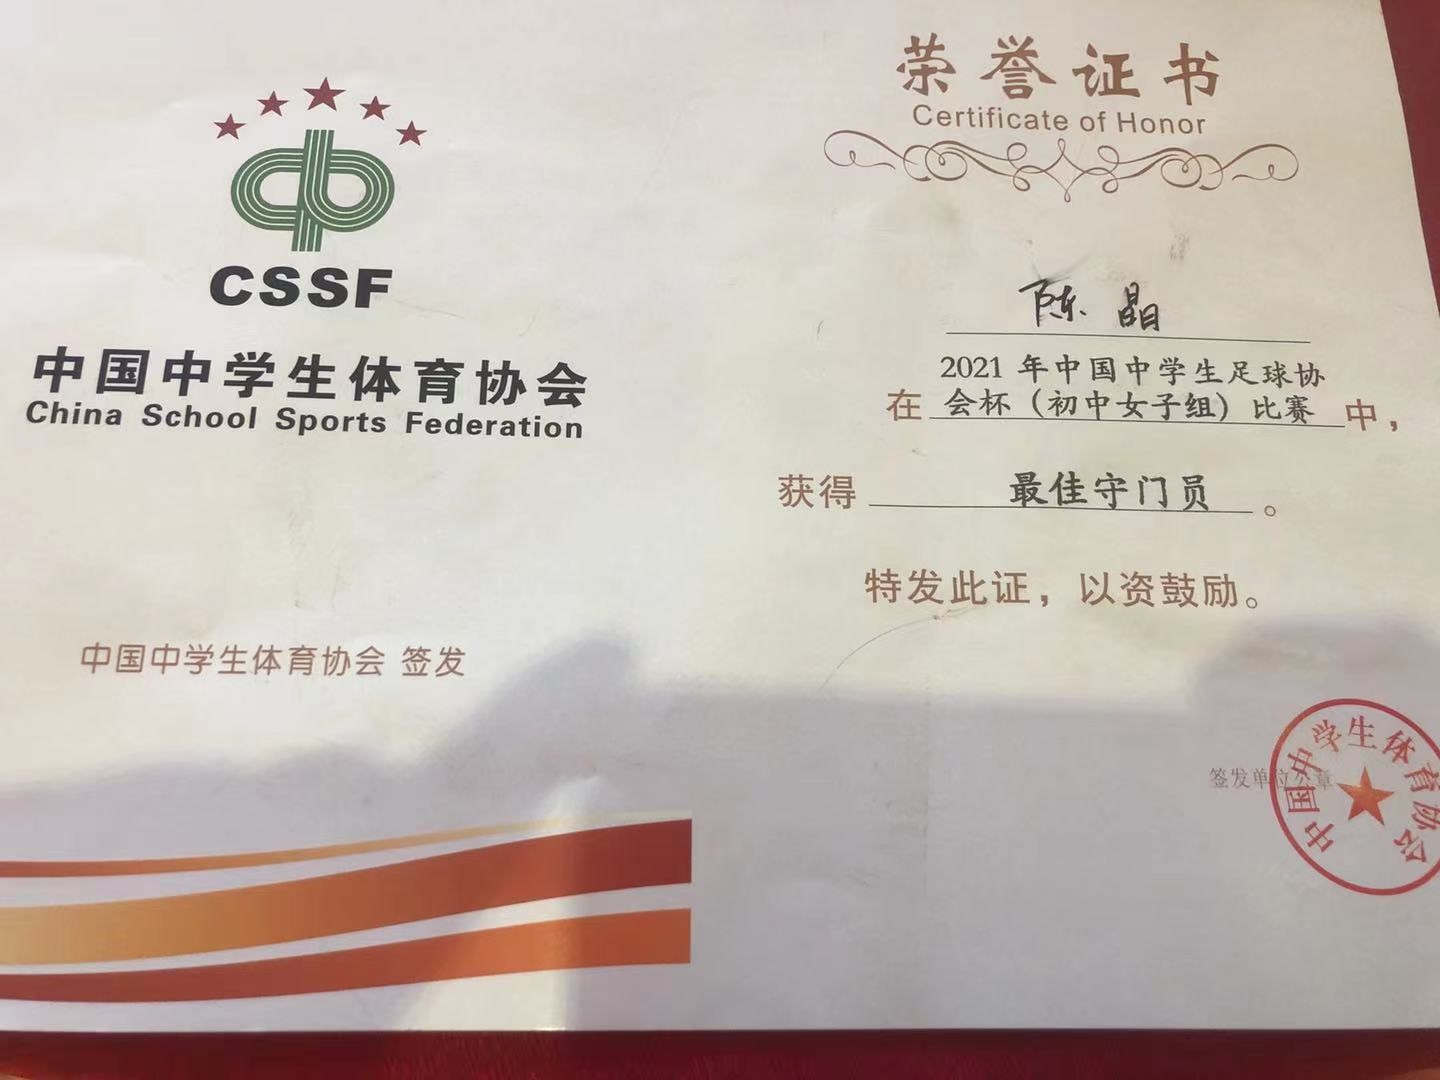 CSSF
中国中学生体育协会
China School Sports Federation
中国中学生体育协会 签发
荣誉证书
Certificate of Honor
陈晶
2021 年中国中学生足球协
在 会杯（初中女子组）比赛 中，
获得 最佳守门员 。
特发此证，以资鼓励。
签发单位公章
中国中学生体育协会